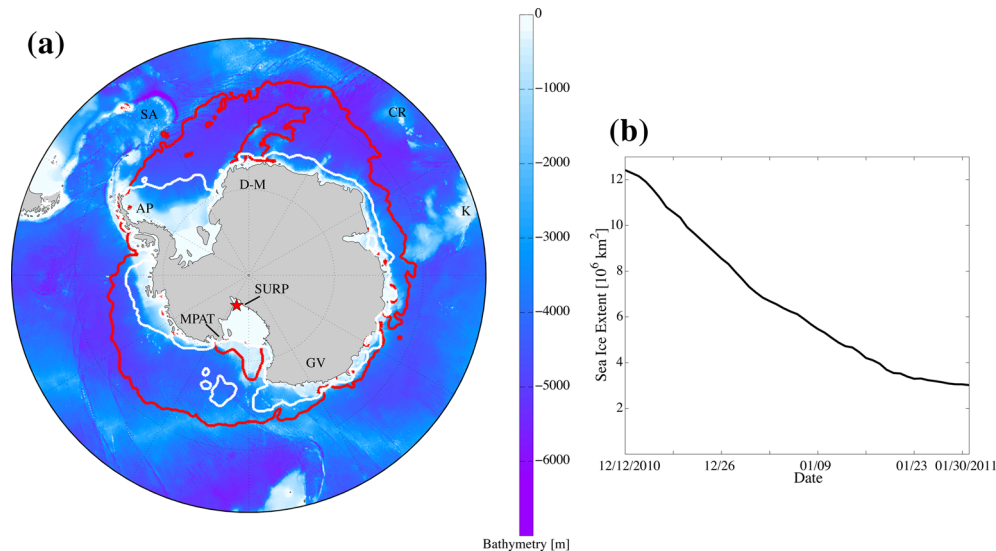 (a)
SA
CR
D-M
AP
K
SURP
MPAT
GV
0
−1000
−2000
−3000
−4000
−5000
−6000
Bathymetry [m]
(b)
Sea Ice Extent [10⁶ km²]
12
10
8
6
4
2
12/12/2010 12/26 01/09 01/23 01/30/2011
Date